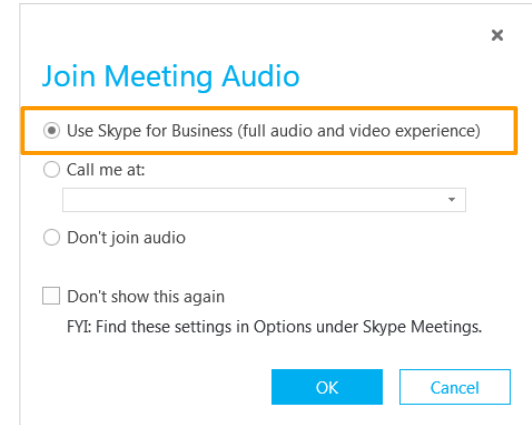 Join Meeting Audio
Use Skype for Business (full audio and video experience)
Call me at:
Don't join audio
Don't show this again
FYI: Find these settings in Options under Skype Meetings.
OK Cancel